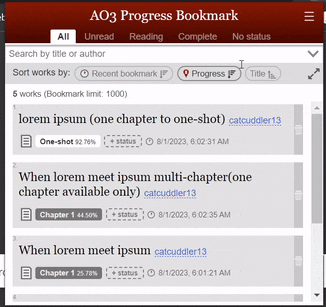 AO3 Progress Bookmark
All Unread Reading Complete No status
Search by title or author
Sort works by: Recent bookmark Progress Title
5 works (Bookmark limit: 1000)
1.
lorem ipsum (one chapter to one-shot) catcuddler13
One-shot 92.76% + status 8/1/2023, 6:02:31 AM
2.
When lorem meet ipsum multi-chapter(one
chapter available only) catcuddler13
Chapter 1 44.50% + status 8/1/2023, 6:02:35 AM
3.
When lorem meet ipsum catcuddler13
Chapter 1 25.78% + status 8/1/2023, 6:01:21 AM
4.